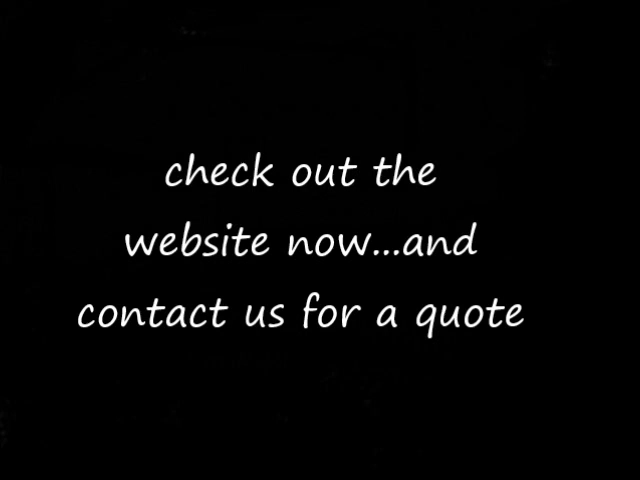 check out the
website now...and
contact us for a quote